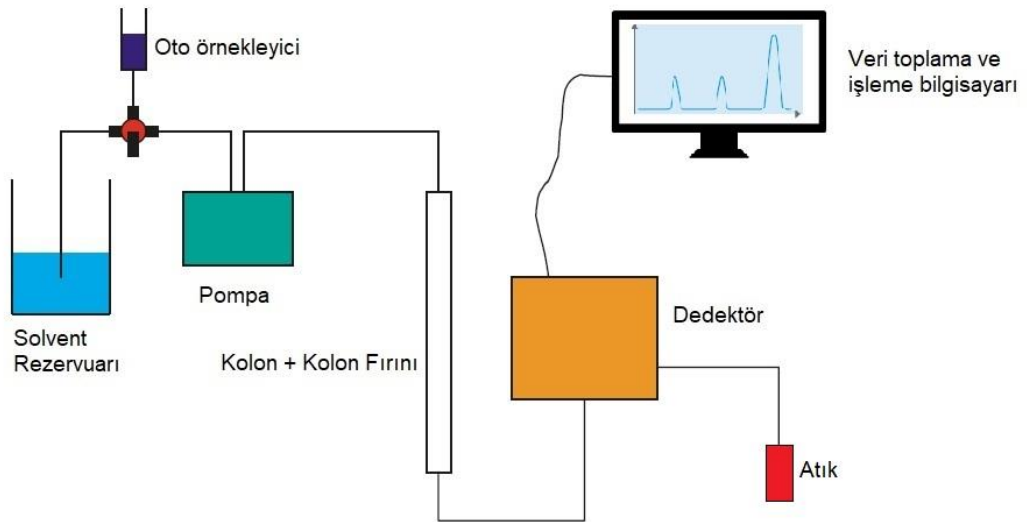 Oto örnekleyici
Veri toplama ve
işleme bilgisayarı
Pompa
Dedektör
Solvent
Rezervuarı
Kolon + Kolon Fırını
Atık